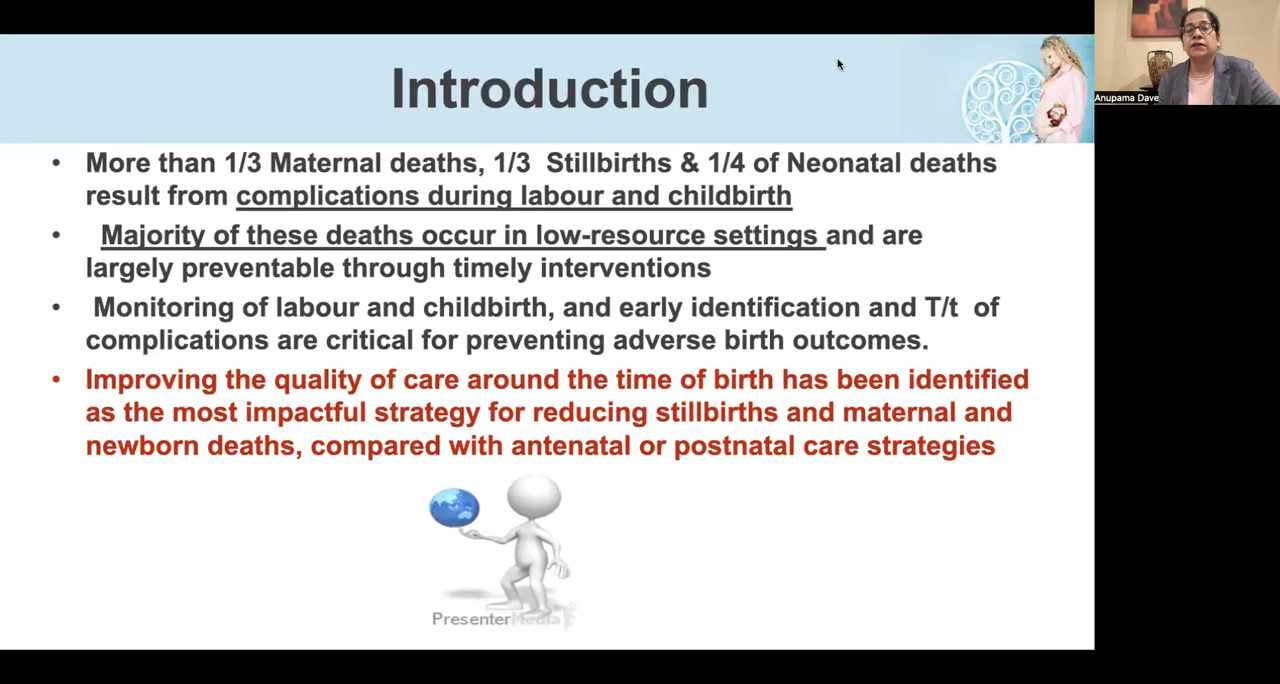 Introduction
Anupama Dave
• More than 1/3 Maternal deaths, 1/3 Stillbirths & 1/4 of Neonatal deaths
result from complications during labour and childbirth
• Majority of these deaths occur in low-resource settings and are
largely preventable through timely interventions
• Monitoring of labour and childbirth, and early identification and T/t of
complications are critical for preventing adverse birth outcomes.
• Improving the quality of care around the time of birth has been identified
as the most impactful strategy for reducing stillbirths and maternal and
newborn deaths, compared with antenatal or postnatal care strategies
PresenterMedia